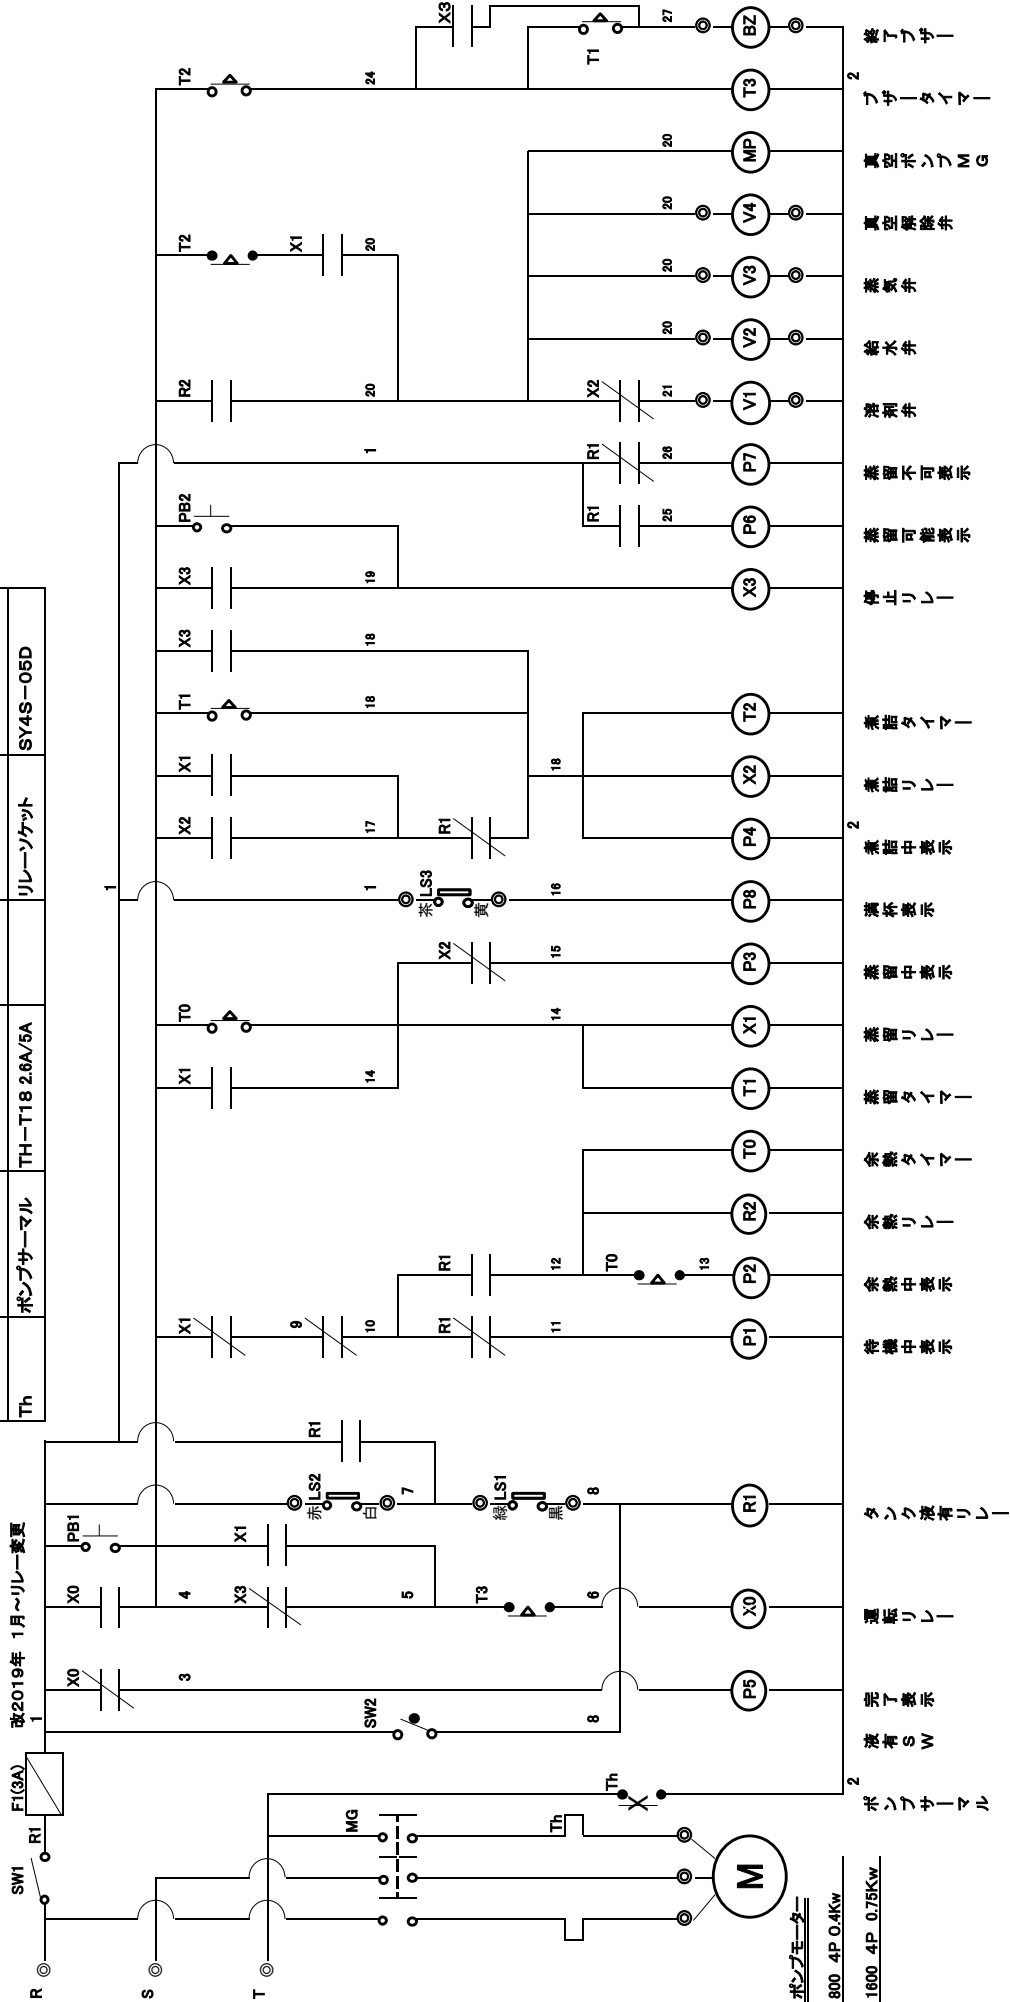 Th ポンプサーマル TH－T18 2.6A/5A リレーソケット SY4S－05D
改2019年 1月～リレー変更
R
S
T
SW1
R1
F1(3A)
1
MG
Th
Th
2
M
ポンプモーター
800 4P 0.4Kw
1600 4P 0.75Kw
ポンプサーマル
SW2
8
液有SW
X0
3
P5
完了表示
X0
4
X3
5
T3
6
X0
運転リレー
PB1
X1
赤
LS2
白
7
緑
LS1
黒
8
R1
タンク液有リレー
R1
X1
9
10
R1
11
P1
待機中表示
R1
12
T0
13
P2
余熱中表示
R2
余熱リレー
T0
余熱タイマー
X1
14
T1
蒸留タイマー
T0
14
X1
蒸留リレー
X2
15
P3
蒸留中表示
1
1
茶
LS3
黄
16
P8
満杯表示
X2
17
R1
P4
2
煮詰中表示
X1
18
X2
煮詰リレー
T1
18
T2
煮詰タイマー
X3
18
X3
19
X3
停止リレー
PB2
R1
25
P6
蒸留可能表示
1
R1
26
P7
蒸留不可表示
R2
20
X2
21
V1
溶剤弁
20
V2
給水弁
T2
X1
20
20
V3
蒸気弁
20
V4
真空解除弁
20
MP
真空ポンプMG
T2
24
T3
2
ブザータイマー
X3
T1
27
BZ
終了ブザー